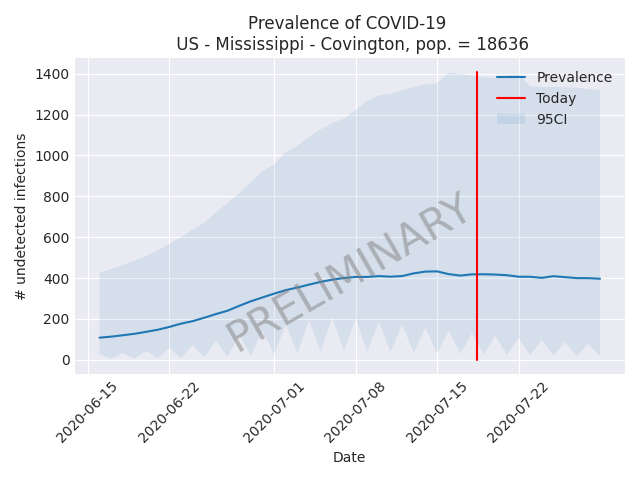 Prevalence of COVID-19
US - Mississippi - Covington, pop. = 18636
# undetected infections
1400
1200
1000
800
600
400
200
0
Prevalence
Today
95CI
PRELIMINARY
2020-06-15
2020-06-22
2020-07-01
2020-07-08
2020-07-15
2020-07-22
Date